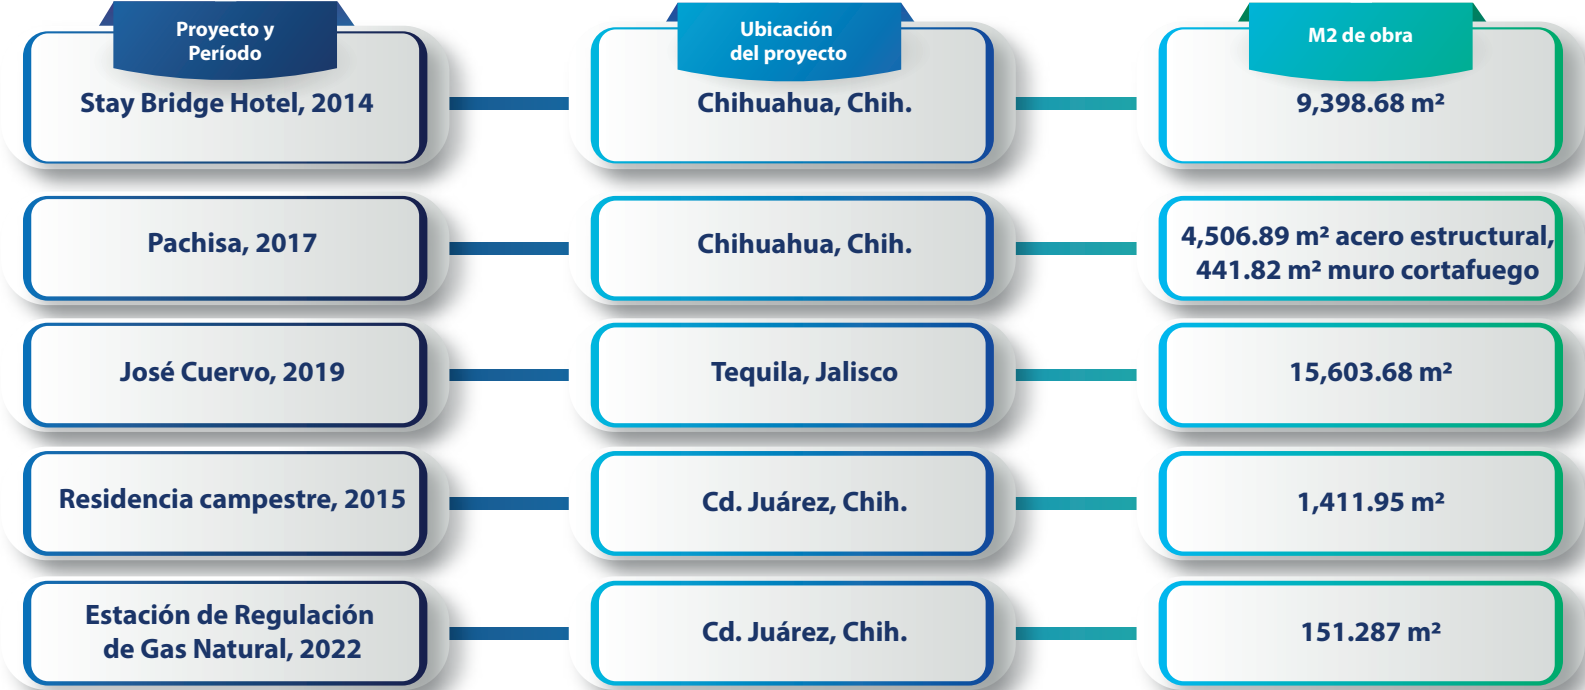 Proyecto y
Período
Ubicación
del proyecto
M2 de obra
Stay Bridge Hotel, 2014
Chihuahua, Chih.
9,398.68 m²
Pachisa, 2017
Chihuahua, Chih.
4,506.89 m² acero estructural,
441.82 m² muro cortafuego
José Cuervo, 2019
Tequila, Jalisco
15,603.68 m²
Residencia campestre, 2015
Cd. Juárez, Chih.
1,411.95 m²
Estación de Regulación
de Gas Natural, 2022
Cd. Juárez, Chih.
151.287 m²